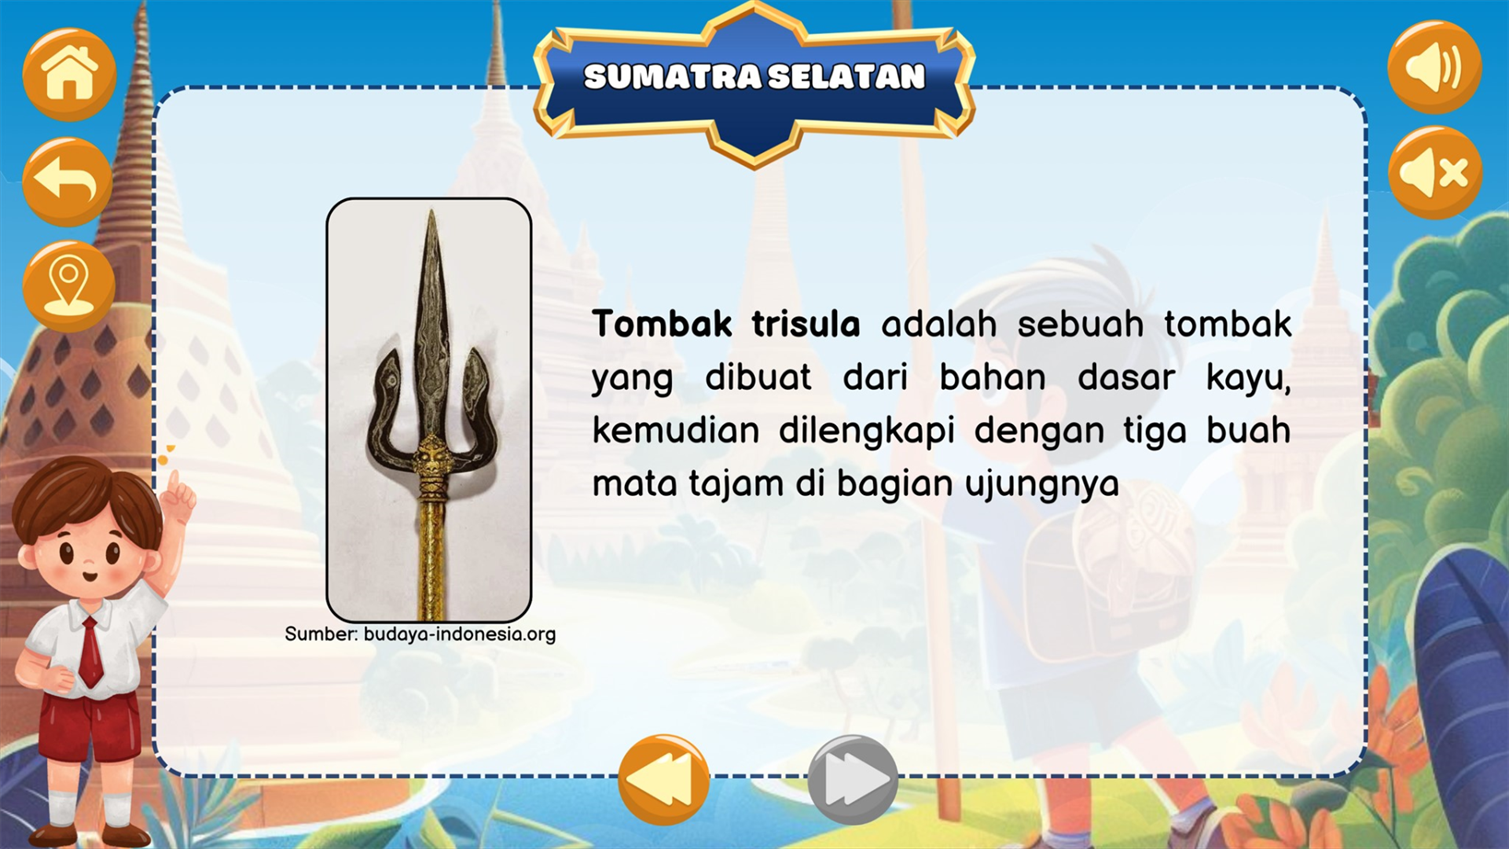 SUMATRA SELATAN
Tombak trisula adalah sebuah tombak
yang dibuat dari bahan dasar kayu,
kemudian dilengkapi dengan tiga buah
mata tajam di bagian ujungnya
Sumber: budaya-indonesia.org